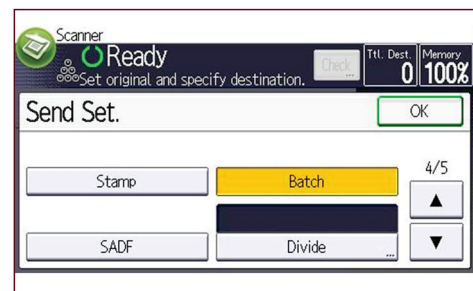 Scanner
Ready
Check...
Ttl. Dest.
0
Memory
100%
Set original and specify destination.
Send Set.
OK
Stamp
Batch
4/5
▲
▼
SADF
Divide
...